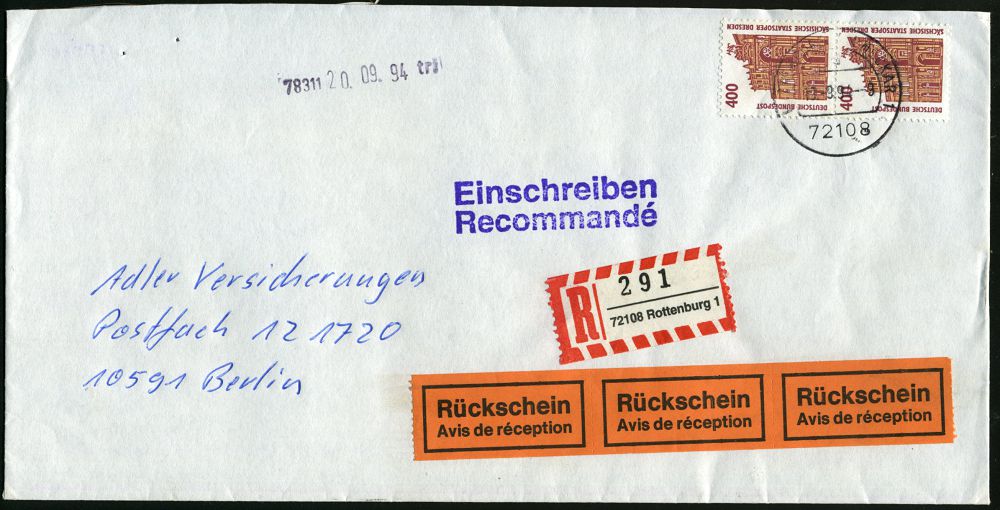 78311 20. 09. 94
SÄCHSISCHE STAATSOPER DRESDEN
400
DEUTSCHE BUNDESPOST
SÄCHSISCHE STAATSOPER DRESDEN
400
DEUTSCHE BUNDESPOST
72108
Einschreiben
Recommandé
Adler Versicherungen
Postfach 12 1720
10591 Berlin
R
291
72108 Rottenburg 1
Rückschein
Avis de réception
Rückschein
Avis de réception
Rückschein
Avis de réception